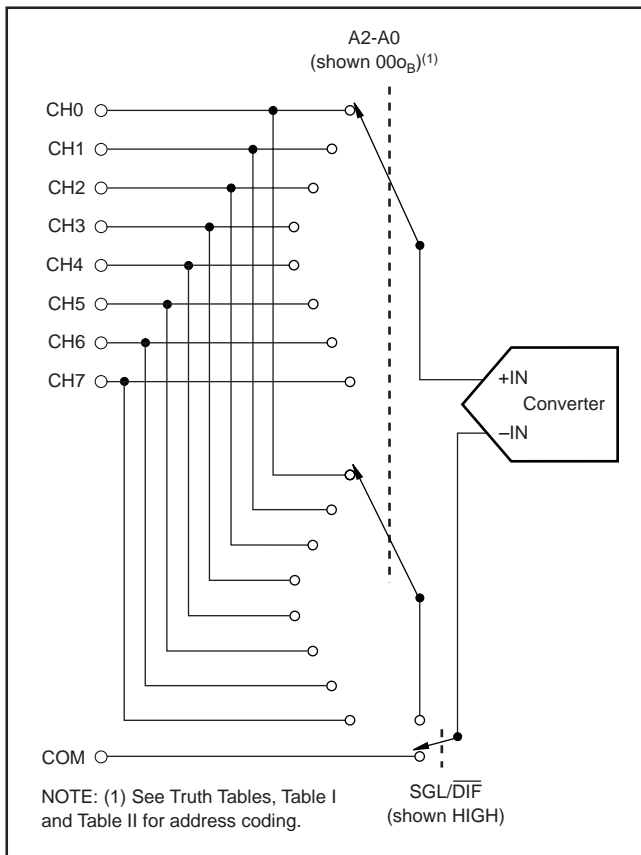 A2-A0
(shown 00oB)(1)
CH0
CH1
CH2
CH3
CH4
CH5
CH6
CH7
+IN
Converter
–IN
COM
SGL/DIF
(shown HIGH)
NOTE: (1) See Truth Tables, Table I
and Table II for address coding.